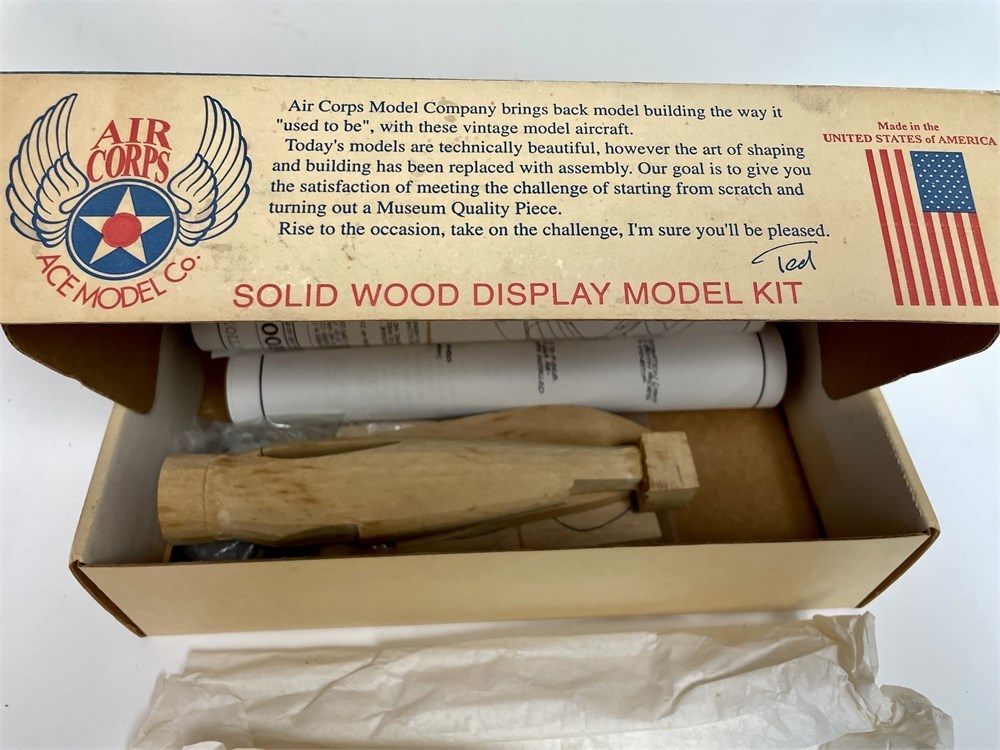 AIR
CORPS
ACE MODEL Co.
Air Corps Model Company brings back model building the way it
"used to be", with these vintage model aircraft.
Today's models are technically beautiful, however the art of shaping
and building has been replaced with assembly. Our goal is to give you
the satisfaction of meeting the challenge of starting from scratch and
turning out a Museum Quality Piece.
Rise to the occasion, take on the challenge, I'm sure you'll be pleased.
Ted
SOLID WOOD DISPLAY MODEL KIT
Made in the
UNITED STATES of AMERICA